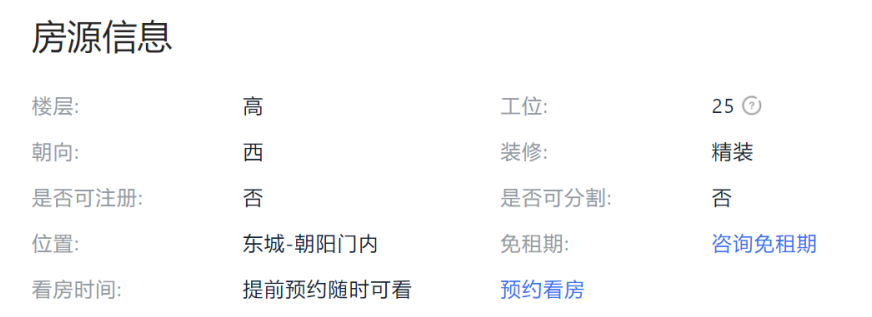 房源信息
楼层: 高 工位: 25 ?
朝向: 西 装修: 精装
是否可注册: 否 是否可分割: 否
位置: 东城-朝阳门内 免租期: 咨询免租期
看房时间: 提前预约随时可看 预约看房